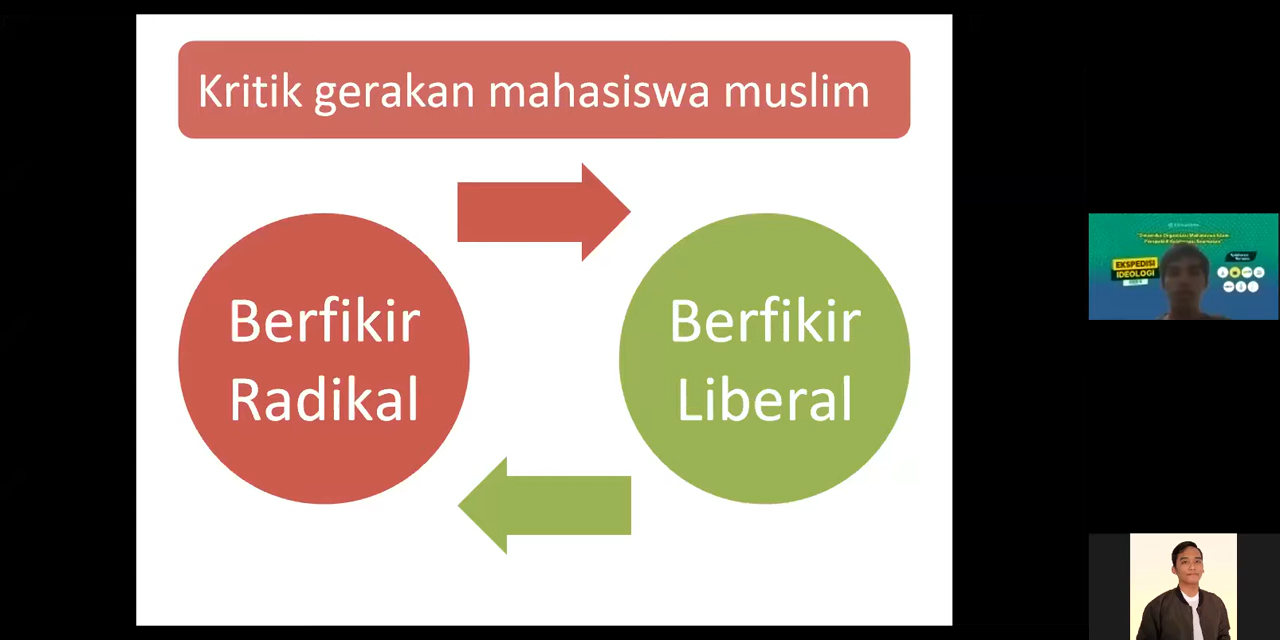 Kritik gerakan mahasiswa muslim
Berfikir
Radikal
Berfikir
Liberal
EKSPEDISI
IDEOLOGI